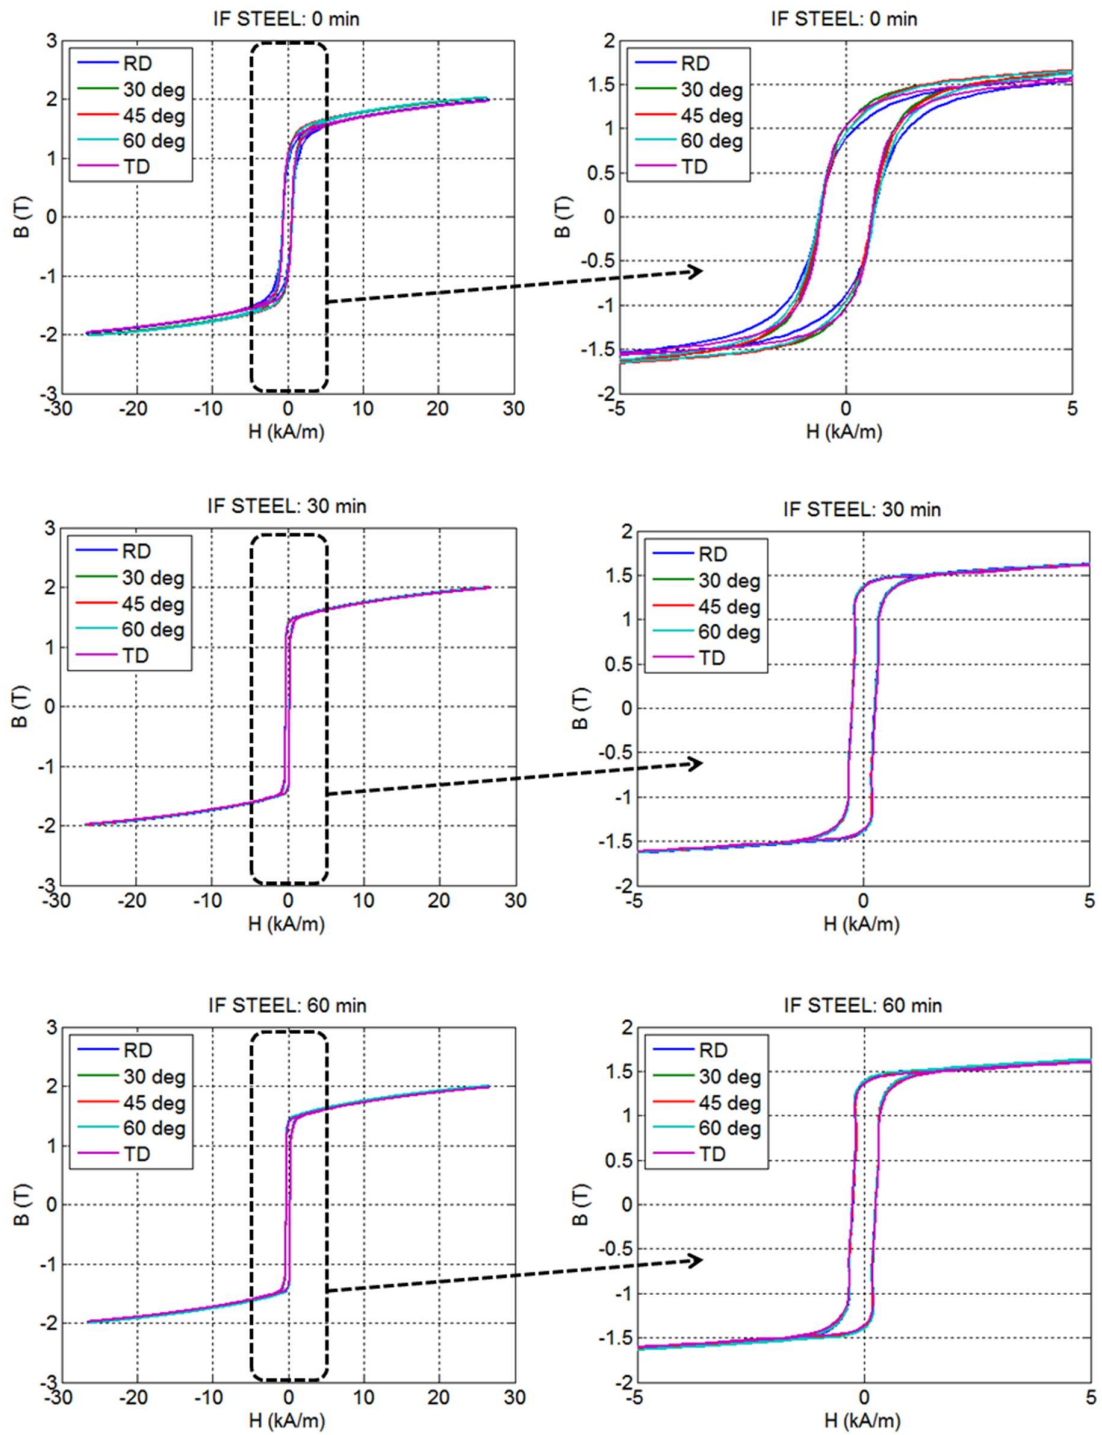 IF STEEL: 0 min
3
2
1
0
-1
-2
-3
B (T)
RD
30 deg
45 deg
60 deg
TD
-30 -20 -10 0 10 20 30
H (kA/m)
IF STEEL: 0 min
2
1.5
1
0.5
0
-0.5
-1
-1.5
-2
B (T)
RD
30 deg
45 deg
60 deg
TD
-5 0 5
H (kA/m)
IF STEEL: 30 min
3
2
1
0
-1
-2
-3
B (T)
RD
30 deg
45 deg
60 deg
TD
-30 -20 -10 0 10 20 30
H (kA/m)
IF STEEL: 30 min
2
1.5
1
0.5
0
-0.5
-1
-1.5
-2
B (T)
RD
30 deg
45 deg
60 deg
TD
-5 0 5
H (kA/m)
IF STEEL: 60 min
3
2
1
0
-1
-2
-3
B (T)
RD
30 deg
45 deg
60 deg
TD
-30 -20 -10 0 10 20 30
H (kA/m)
IF STEEL: 60 min
2
1.5
1
0.5
0
-0.5
-1
-1.5
-2
B (T)
RD
30 deg
45 deg
60 deg
TD
-5 0 5
H (kA/m)